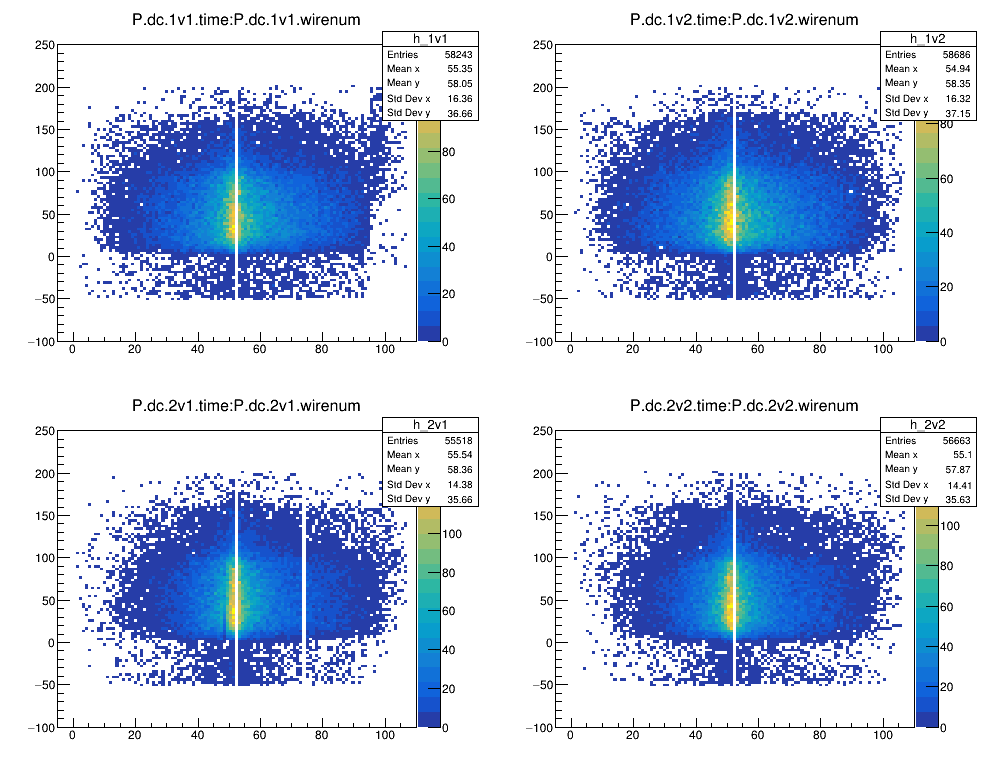 P.dc.1v1.time:P.dc.1v1.wirenum
h_1v1
Entries 58243
Mean x 55.35
Mean y 58.05
Std Dev x 16.36
Std Dev y 36.66
250
200
150
100
50
0
−50
−100
0 20 40 60 80 100
80
60
40
20
0
P.dc.1v2.time:P.dc.1v2.wirenum
h_1v2
Entries 58686
Mean x 54.94
Mean y 58.35
Std Dev x 16.32
Std Dev y 37.15
250
200
150
100
50
0
−50
−100
0 20 40 60 80 100
80
60
40
20
0
P.dc.2v1.time:P.dc.2v1.wirenum
h_2v1
Entries 55518
Mean x 55.54
Mean y 58.36
Std Dev x 14.38
Std Dev y 35.66
250
200
150
100
50
0
−50
−100
0 20 40 60 80 100
100
80
60
40
20
0
P.dc.2v2.time:P.dc.2v2.wirenum
h_2v2
Entries 56663
Mean x 55.1
Mean y 57.87
Std Dev x 14.41
Std Dev y 35.63
250
200
150
100
50
0
−50
−100
0 20 40 60 80 100
100
80
60
40
20
0